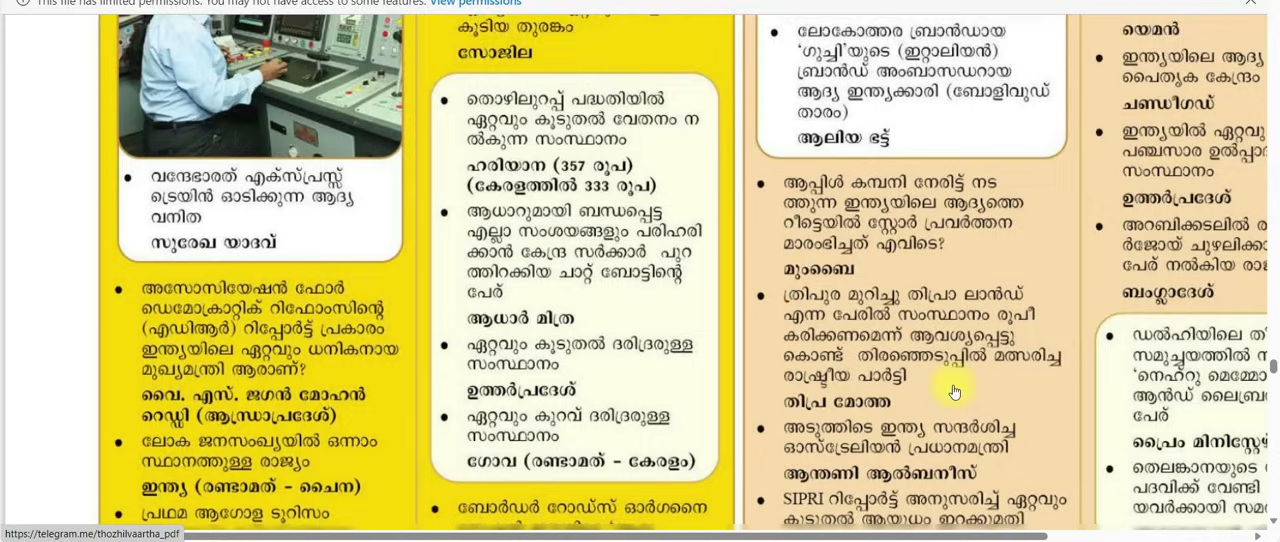 This file has limited permissions. You may not have access to some features. View permissions
വന്ദേഭാരത് എക്സ്പ്രസ്സ്
ട്രെയിൻ ഓടിക്കുന്ന ആദ്യ
വനിത
സുരേഖ യാദവ്
അസോസിയേഷൻ ഫോർ
ഡെമോക്രാറ്റിക് റിഫോംസിന്റെ
(എഡിആർ) റിപ്പോർട്ട് പ്രകാരം
ഇന്ത്യയിലെ ഏറ്റവും ധനികനായ
മുഖ്യമന്ത്രി ആരാണ്?
വൈ. എസ്. ജഗൻ മോഹൻ
റെഡ്ഡി (ആന്ധ്രാപ്രദേശ്)
ലോക ജനസംഖ്യയിൽ ഒന്നാം
സ്ഥാനത്തുള്ള രാജ്യം
ഇന്ത്യ (രണ്ടാമത് – ചൈന)
പ്രഥമ ആഗോള ടൂറിസം
കൂടിയ തുരങ്കം
സോജില
തൊഴിലുറപ്പ് പദ്ധതിയിൽ
ഏറ്റവും കൂടുതൽ വേതനം ന
ൽകുന്ന സംസ്ഥാനം
ഹരിയാന (357 രൂപ)
(കേരളത്തിൽ 333 രൂപ)
ആധാറുമായി ബന്ധപ്പെട്ട
എല്ലാ സംശയങ്ങളും പരിഹരി
ക്കാൻ കേന്ദ്ര സർക്കാർ പുറ
ത്തിറക്കിയ ചാറ്റ് ബോട്ടിന്റെ
പേര്
ആധാർ മിത്ര
ഏറ്റവും കൂടുതൽ ദരിദ്രരുള്ള
സംസ്ഥാനം
ഉത്തർപ്രദേശ്
ഏറ്റവും കുറവ് ദരിദ്രരുള്ള
സംസ്ഥാനം
ഗോവ (രണ്ടാമത് – കേരളം)
ബോർഡർ റോഡ്സ് ഓർഗനൈ
ലോകോത്തര ബ്രാൻഡായ
'ഗുച്ചി'യുടെ (ഇറ്റാലിയൻ)
ബ്രാൻഡ് അംബാസഡറായ
ആദ്യ ഇന്ത്യക്കാരി (ബോളിവുഡ്
താരം)
ആലിയ ഭട്ട്
ആപ്പിൾ കമ്പനി നേരിട്ട് നട
ത്തുന്ന ഇന്ത്യയിലെ ആദ്യത്തെ
റീട്ടെയിൽ സ്റ്റോർ പ്രവർത്തന
മാരംഭിച്ചത് എവിടെ?
മുംബൈ
ത്രിപുര മുറിച്ചു തിപ്രാ ലാൻഡ്
എന്ന പേരിൽ സംസ്ഥാനം രൂപീ
കരിക്കണമെന്ന് ആവശ്യപ്പെട്ടു
കൊണ്ട് തിരഞ്ഞെടുപ്പിൽ മത്സരിച്ച
രാഷ്ട്രീയ പാർട്ടി
തിപ്ര മോത്ത
അടുത്തിടെ ഇന്ത്യ സന്ദർശിച്ച
ഓസ്ട്രേലിയൻ പ്രധാനമന്ത്രി
ആന്തണി ആൽബനീസ്
SIPRI റിപ്പോർട്ട് അനുസരിച്ച് ഏറ്റവും
കൂടുതൽ ആയുധം ഇറക്കുമതി
യെമൻ
ഇന്ത്യയിലെ ആദ്യ
പൈതൃക കേന്ദ്രം
ചണ്ഡീഗഡ്
ഇന്ത്യയിൽ ഏറ്റവു
പഞ്ചസാര ഉൽപ്പാദ
സംസ്ഥാനം
ഉത്തർപ്രദേശ്
അറബിക്കടലിൽ ര
ർജോയ് ചുഴലിക്കാ
പേര് നൽകിയ രാജ
ബംഗ്ലാദേശ്
ഡൽഹിയിലെ തീ
സമുച്ചയത്തിൽ ന
'നെഹ്റു മെമ്മോ
ആൻഡ് ലൈബ്ര
പേര്
പ്രൈം മിനിസ്റ്റേഴ്
തെലങ്കാനയുടെ
പദവിക്ക് വേണ്ടി
യവർക്കായി സമ
https://telegram.me/thozhilvaartha_pdf